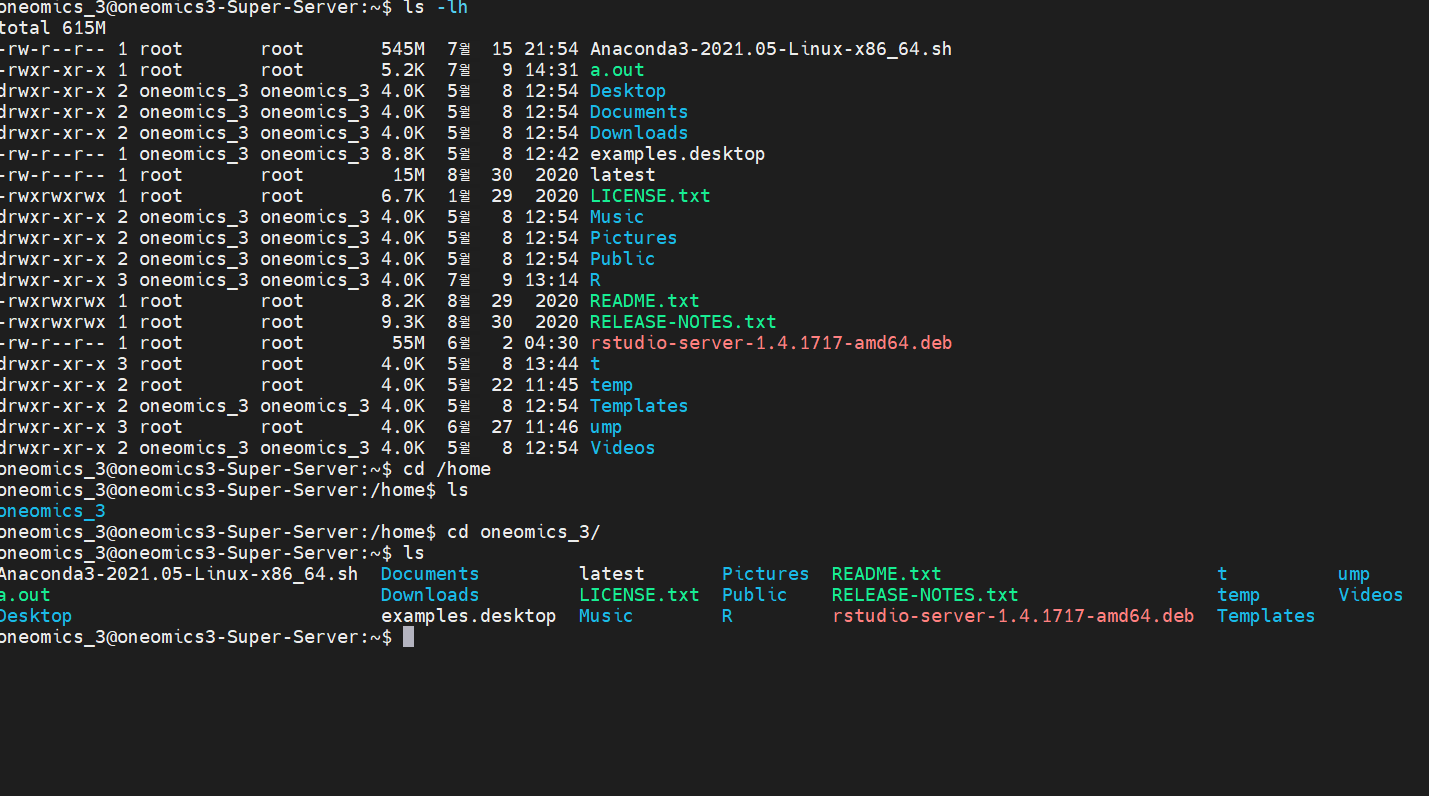 oneomics_3@oneomics3-Super-Server:~$ ls -lh
total 615M
-rw-r--r-- 1 root       root       545M  7월  15 21:54 Anaconda3-2021.05-Linux-x86_64.sh
-rwxr-xr-x 1 root       root       5.2K  7월   9 14:31 a.out
drwxr-xr-x 2 oneomics_3 oneomics_3 4.0K  5월   8 12:54 Desktop
drwxr-xr-x 2 oneomics_3 oneomics_3 4.0K  5월   8 12:54 Documents
drwxr-xr-x 2 oneomics_3 oneomics_3 4.0K  5월   8 12:54 Downloads
-rw-r--r-- 1 oneomics_3 oneomics_3 8.8K  5월   8 12:42 examples.desktop
-rw-r--r-- 1 root       root        15M  8월  30  2020 latest
-rwxrwxrwx 1 root       root       6.7K  1월  29  2020 LICENSE.txt
drwxr-xr-x 2 oneomics_3 oneomics_3 4.0K  5월   8 12:54 Music
drwxr-xr-x 2 oneomics_3 oneomics_3 4.0K  5월   8 12:54 Pictures
drwxr-xr-x 2 oneomics_3 oneomics_3 4.0K  5월   8 12:54 Public
drwxr-xr-x 3 oneomics_3 oneomics_3 4.0K  7월   9 13:14 R
-rwxrwxrwx 1 root       root       8.2K  8월  29  2020 README.txt
-rwxrwxrwx 1 root       root       9.3K  8월  30  2020 RELEASE-NOTES.txt
-rw-r--r-- 1 root       root        55M  6월   2 04:30 rstudio-server-1.4.1717-amd64.deb
drwxr-xr-x 3 root       root       4.0K  5월   8 13:44 t
drwxr-xr-x 2 root       root       4.0K  5월  22 11:45 temp
drwxr-xr-x 2 oneomics_3 oneomics_3 4.0K  5월   8 12:54 Templates
drwxr-xr-x 3 root       root       4.0K  6월  27 11:46 ump
drwxr-xr-x 2 oneomics_3 oneomics_3 4.0K  5월   8 12:54 Videos
oneomics_3@oneomics3-Super-Server:~$ cd /home
oneomics_3@oneomics3-Super-Server:/home$ ls
oneomics_3
oneomics_3@oneomics3-Super-Server:/home$ cd oneomics_3/
oneomics_3@oneomics3-Super-Server:~$ ls
Anaconda3-2021.05-Linux-x86_64.sh  Documents         latest       Pictures  README.txt                         t          ump
a.out                              Downloads         LICENSE.txt  Public    RELEASE-NOTES.txt                  temp       Videos
Desktop                            examples.desktop  Music        R         rstudio-server-1.4.1717-amd64.deb  Templates
oneomics_3@oneomics3-Super-Server:~$